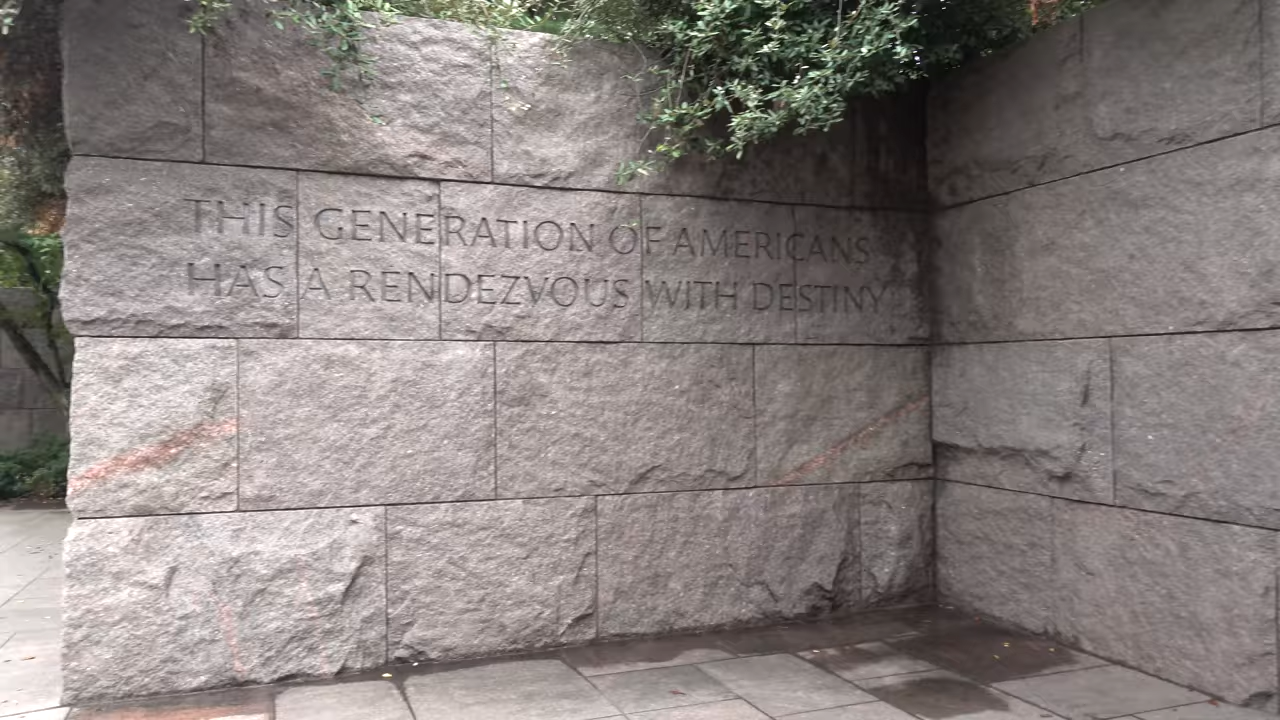 THIS GENERATION OF AMERICANS
HAS A RENDEZVOUS WITH DESTINY